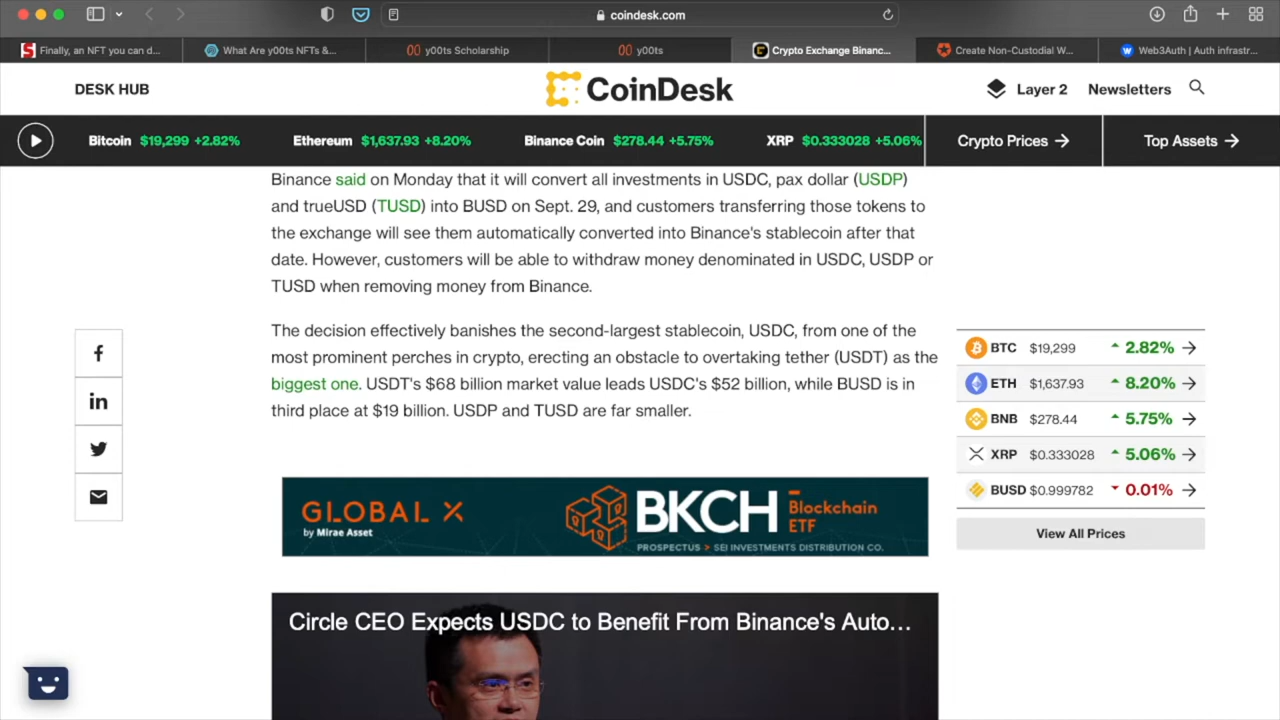 coindesk.com
Finally, an NFT you can d...
What Are y00ts NFTs &...
y00ts Scholarship
y00ts
Crypto Exchange Binanc...
Create Non-Custodial W...
Web3Auth | Auth infrastr...
DESK HUB
CoinDesk
Layer 2
Newsletters
Bitcoin $19,299 +2.82%
Ethereum $1,637.93 +8.20%
Binance Coin $278.44 +5.75%
XRP $0.333028 +5.06%
Crypto Prices →
Top Assets →
Binance said on Monday that it will convert all investments in USDC, pax dollar (USDP)
and trueUSD (TUSD) into BUSD on Sept. 29, and customers transferring those tokens to
the exchange will see them automatically converted into Binance's stablecoin after that
date. However, customers will be able to withdraw money denominated in USDC, USDP or
TUSD when removing money from Binance.
The decision effectively banishes the second-largest stablecoin, USDC, from one of the
most prominent perches in crypto, erecting an obstacle to overtaking tether (USDT) as the
biggest one. USDT's $68 billion market value leads USDC's $52 billion, while BUSD is in
third place at $19 billion. USDP and TUSD are far smaller.
BTC $19,299 2.82% →
ETH $1,637.93 8.20% →
BNB $278.44 5.75% →
XRP $0.333028 5.06% →
BUSD $0.999782 0.01% →
View All Prices
GLOBAL X
by Mirae Asset
BKCH
Blockchain
ETF
PROSPECTUS > SEI INVESTMENTS DISTRIBUTION CO.
Circle CEO Expects USDC to Benefit From Binance's Auto...